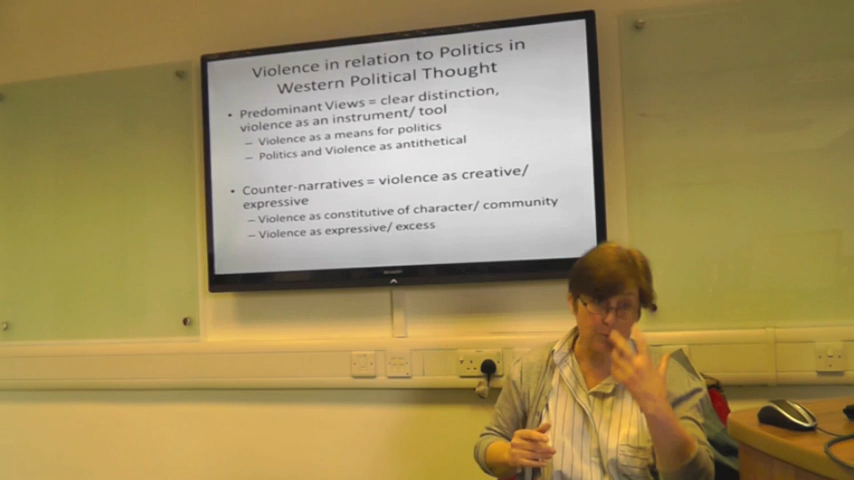 Violence in relation to Politics in
Western Political Thought
• Predominant Views = clear distinction,
violence as an instrument/ tool
– Violence as a means for politics
– Politics and Violence as antithetical
• Counter-narratives = violence as creative/
expressive
– Violence as constitutive of character/ community
– Violence as expressive/ excess